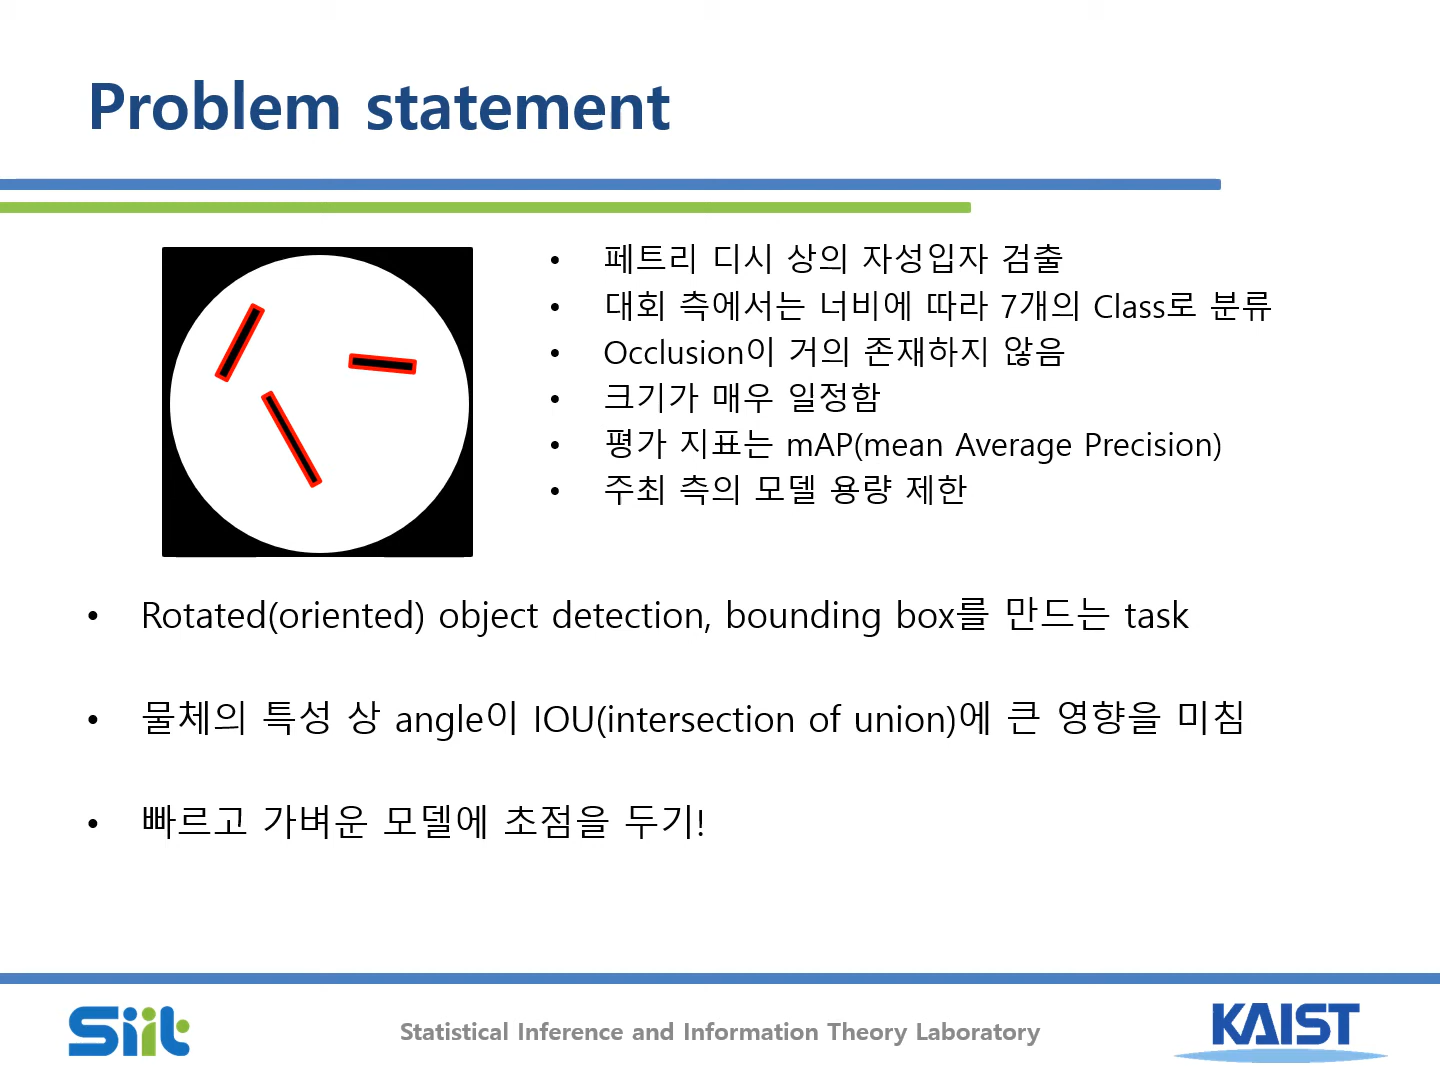 Problem statement
• 페트리 디시 상의 자성입자 검출
• 대회 측에서는 너비에 따라 7개의 Class로 분류
• Occlusion이 거의 존재하지 않음
• 크기가 매우 일정함
• 평가 지표는 mAP(mean Average Precision)
• 주최 측의 모델 용량 제한
• Rotated(oriented) object detection, bounding box를 만드는 task
• 물체의 특성 상 angle이 IOU(intersection of union)에 큰 영향을 미침
• 빠르고 가벼운 모델에 초점을 두기!
Siit
Statistical Inference and Information Theory Laboratory
KAIST